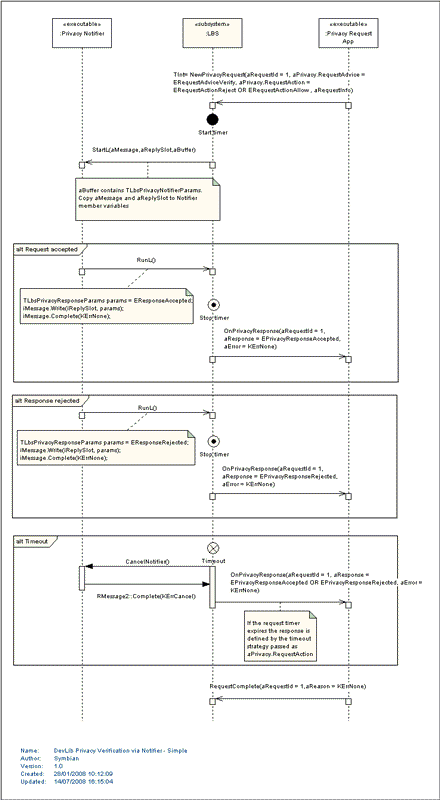 «executable»
:Privacy Notifier
«subsystem»
:LBS
«executable»
:Privacy Request
App
TInt= NewPrivacyRequest(aRequestId = 1, aPrivacy.RequestAdvice =
ERequestAdviceVerify, aPrivacy.RequestAction =
ERequestActionReject OR ERequestActionAllow , aRequestInfo)
Start timer
StartL(aMessage,aReplySlot,aBuffer)
aBuffer contains TLbsPrivacyNotifierParams.
Copy aMessage and aReplySlot to Notifier
member variables
alt Request accepted
RunL()
TLbsPrivacyResponseParams params = EResponseAccepted;
iMessage.Write(iReplySlot, params);
iMessage.Complete(KErrNone);
Stop timer
OnPrivacyResponse(aRequestId = 1,
aResponse = EPrivacyResponseAccepted,
aError = KErrNone)
alt Response rejected
RunL()
TLbsPrivacyResponseParams params = EResponseRejected;
iMessage.Write(iReplySlot, params);
iMessage.Complete(KErrNone);
Stop timer
OnPrivacyResponse(aRequestId = 1,
aResponse = EPrivacyResponseRejected,
aError = KErrNone)
alt Timeout
Timeout
CancelNotifier()
OnPrivacyResponse(aRequestId = 1, aResponse =
EPrivacyResponseAccepted OR EPrivacyResponseRejected, aError =
KErrNone)
RMessage2::Complete(KErrCancel)
If the request timer
expires the response is
defined by the timeout
strategy passed as
aPrivacy.RequestAction
RequestComplete(aRequestId = 1,aReason = KErrNone)
Name: DevLib Privacy Verification via Notifier - Simple
Author: Symbian
Version: 1.0
Created: 28/01/2008 10:12:09
Updated: 14/07/2008 16:15:04